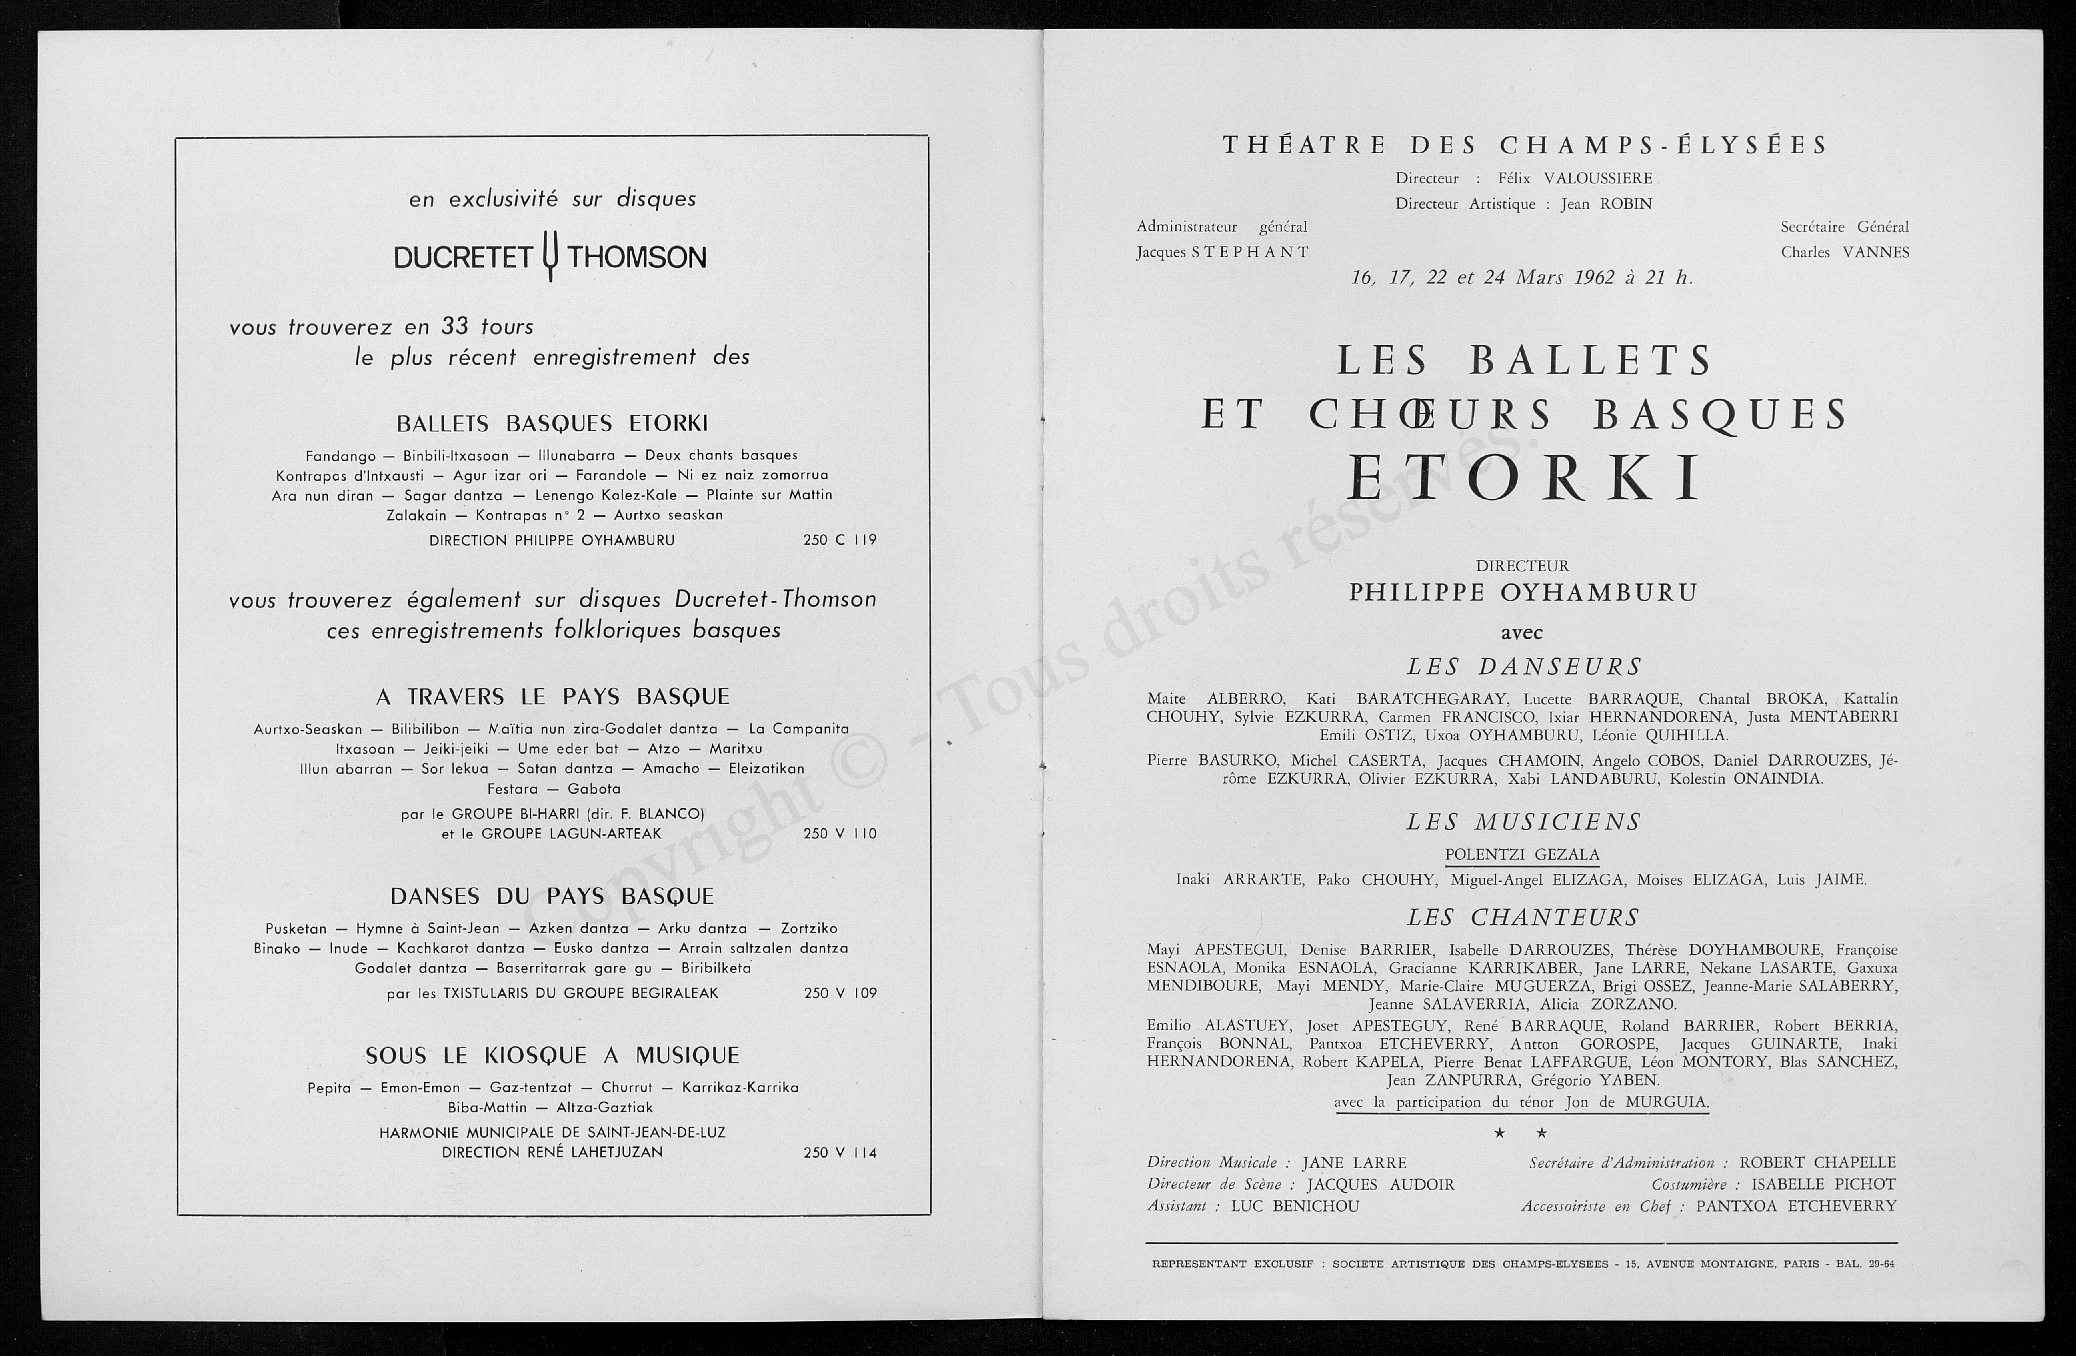 en exclusivité sur disques
DUCRETET THOMSON
vous trouverez en 33 tours
le plus récent enregistrement des
BALLETS BASQUES ETORKI
Fandango — Binbili-Itxasoan — Illunabarra — Deux chants basques
Kontrapas d'Intxausti — Agur izar ori — Farandole — Ni ez naiz zomorrua
Ara nun diran — Sagar dantza — Lenengo Kalez-Kale — Plainte sur Mattin
Zalakain — Kontrapas n° 2 — Aurtxo seaskan
DIRECTION PHILIPPE OYHAMBURU 250 C 119
vous trouverez également sur disques Ducretet-Thomson
ces enregistrements folkloriques basques
A TRAVERS LE PAYS BASQUE
Aurtxo-Seaskan — Bilibilibon — Maïtia nun zira-Godalet dantza — La Campanita
Itxasoan — Jeiki-jeiki — Ume eder bat — Atzo — Maritxu
Illun abarran — Sor lekua — Satan dantza — Amacho — Eleizatikan
Festara — Gabota
par le GROUPE BI-HARRI (dir. F. BLANCO)
et le GROUPE LAGUN-ARTEAK 250 V 110
DANSES DU PAYS BASQUE
Pusketan — Hymne à Saint-Jean — Azken dantza — Arku dantza — Zortziko
Binako — Inude — Kachkarot dantza — Eusko dantza — Arrain saltzalen dantza
Godalet dantza — Baserritarrak gare gu — Biribilketa
par les TXISTULARIS DU GROUPE BEGIRALEAK 250 V 109
SOUS LE KIOSQUE A MUSIQUE
Pepita — Emon-Emon — Gaz-tentzat — Churrut — Karrikaz-Karrika
Biba-Mattin — Altza-Gaztiak
HARMONIE MUNICIPALE DE SAINT-JEAN-DE-LUZ
DIRECTION RENÉ LAHETJUZAN 250 V 114
THÉATRE DES CHAMPS-ÉLYSÉES
Directeur : Félix VALOUSSIERE
Directeur Artistique : Jean ROBIN
Administrateur général Secrétaire Général
Jacques STEPHANT Charles VANNES
16, 17, 22 et 24 Mars 1962 à 21 h.
LES BALLETS
ET CHŒURS BASQUES
ETORKI
DIRECTEUR
PHILIPPE OYHAMBURU
avec
LES DANSEURS
Maite ALBERRO, Kati BARATCHEGARAY, Lucette BARRAQUE, Chantal BROKA, Kattalin
CHOUHY, Sylvie EZKURRA, Carmen FRANCISCO, Ixiar HERNANDORENA, Justa MENTABERRI
Emili OSTIZ, Uxoa OYHAMBURU, Léonie QUIHILLA.
Pierre BASURKO, Michel CASERTA, Jacques CHAMOIN, Angelo COBOS, Daniel DARROUZES, Jé-
rôme EZKURRA, Olivier EZKURRA, Xabi LANDABURU, Kolestin ONAINDIA.
LES MUSICIENS
POLENTZI GEZALA
Inaki ARRARTE, Pako CHOUHY, Miguel-Angel ELIZAGA, Moises ELIZAGA, Luis JAIME.
LES CHANTEURS
Mayi APESTEGUI, Denise BARRIER, Isabelle DARROUZES, Thérèse DOYHAMBOURE, Françoise
ESNAOLA, Monika ESNAOLA, Gracianne KARRIKABER, Jane LARRE, Nekane LASARTE, Gaxuxa
MENDIBOURE, Mayi MENDY, Marie-Claire MUGUERZA, Brigi OSSEZ, Jeanne-Marie SALABERRY,
Jeanne SALAVERRIA, Alicia ZORZANO.
Emilio ALASTUEY, Joset APESTEGUY, René BARRAQUE, Roland BARRIER, Robert BERRIA,
François BONNAL, Pantxoa ETCHEVERRY, Antton GOROSPE, Jacques GUINARTE, Inaki
HERNANDORENA, Robert KAPELA, Pierre Benat LAFFARGUE, Léon MONTORY, Blas SANCHEZ,
Jean ZANPURRA, Grégorio YABEN.
avec la participation du ténor Jon de MURGUIA.
Direction Musicale : JANE LARRE Secrétaire d'Administration : ROBERT CHAPELLE
Directeur de Scène : JACQUES AUDOIR Costumière : ISABELLE PICHOT
Assistant : LUC BENICHOU Accessoiriste en Chef : PANTXOA ETCHEVERRY
REPRESENTANT EXCLUSIF : SOCIETE ARTISTIQUE DES CHAMPS-ELYSEES - 15, AVENUE MONTAIGNE, PARIS - BAL. 29-64
Copyright © - Tous droits réservés.